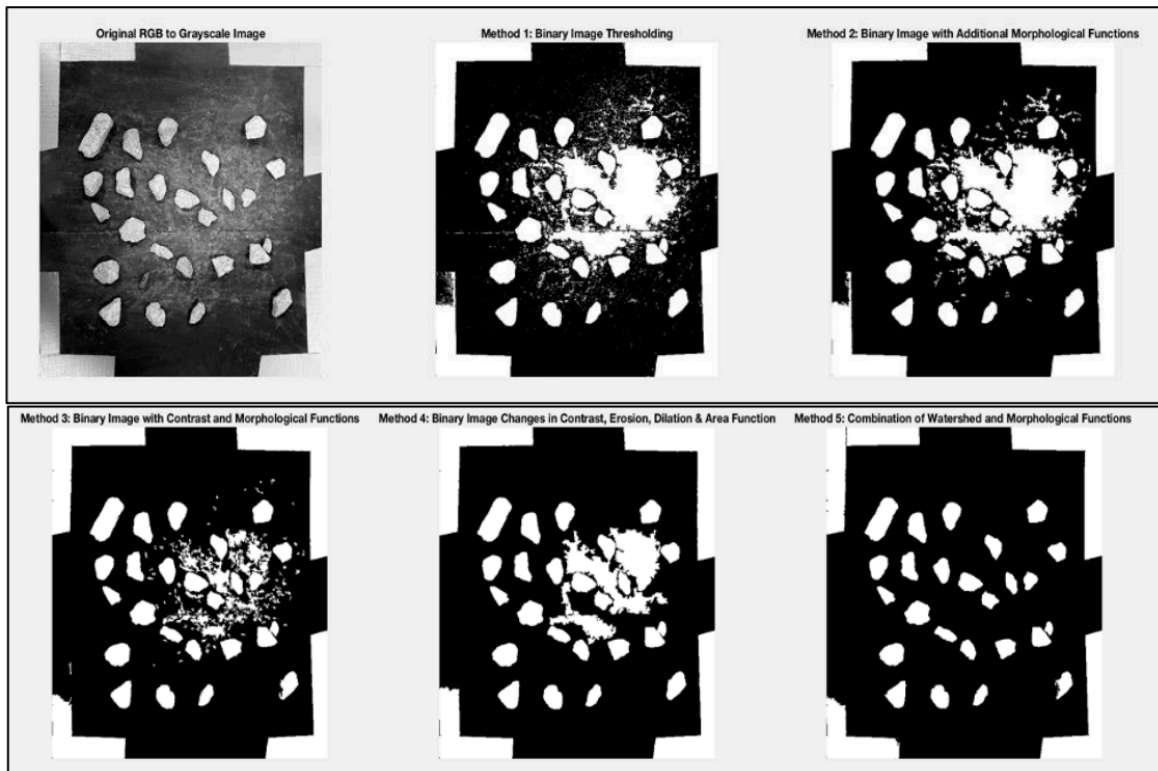 Original RGB to Grayscale Image
Method 1: Binary Image Thresholding
Method 2: Binary Image with Additional Morphological Functions
Method 3: Binary Image with Contrast and Morphological Functions
Method 4: Binary Image Changes in Contrast, Erosion, Dilation & Area Function
Method 5: Combination of Watershed and Morphological Functions